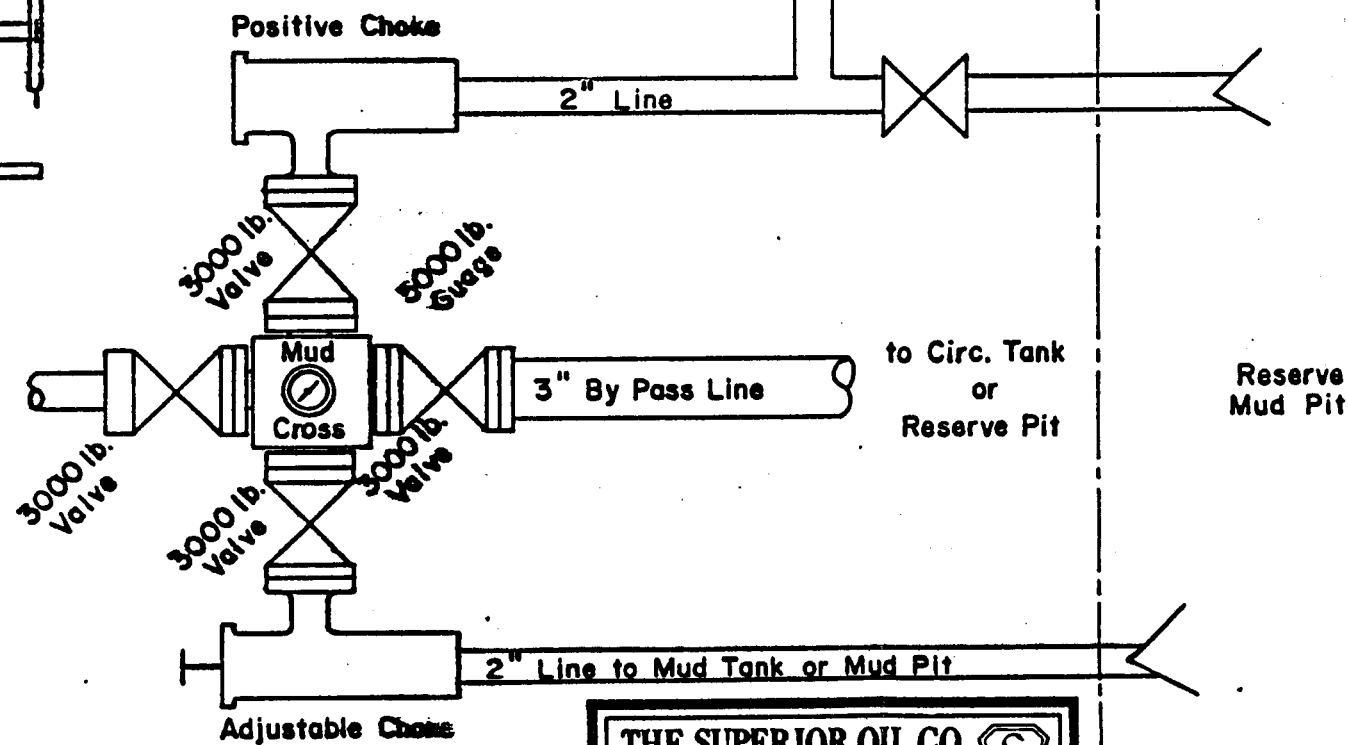 Positive Choke
2" Line
3000 lb.
Valve
5000 lb.
Guage
Mud
Cross
3" By Pass Line
to Circ. Tank
or
Reserve Pit
Reserve
Mud Pit
3000 lb.
Valve
3000 lb.
Valve
3000 lb.
Valve
2" Line to Mud Tank or Mud Pit
Adjustable Choke
THE SUPERIOR OIL CO.